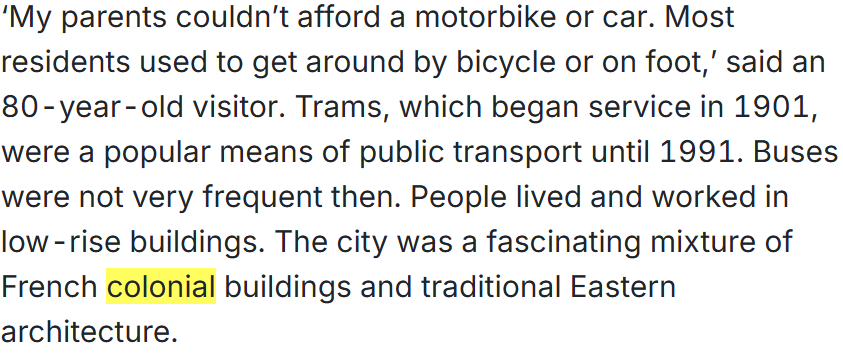 ‘My parents couldn’t afford a motorbike or car. Most
residents used to get around by bicycle or on foot,’ said an
80-year-old visitor. Trams, which began service in 1901,
were a popular means of public transport until 1991. Buses
were not very frequent then. People lived and worked in
low-rise buildings. The city was a fascinating mixture of
French colonial buildings and traditional Eastern
architecture.